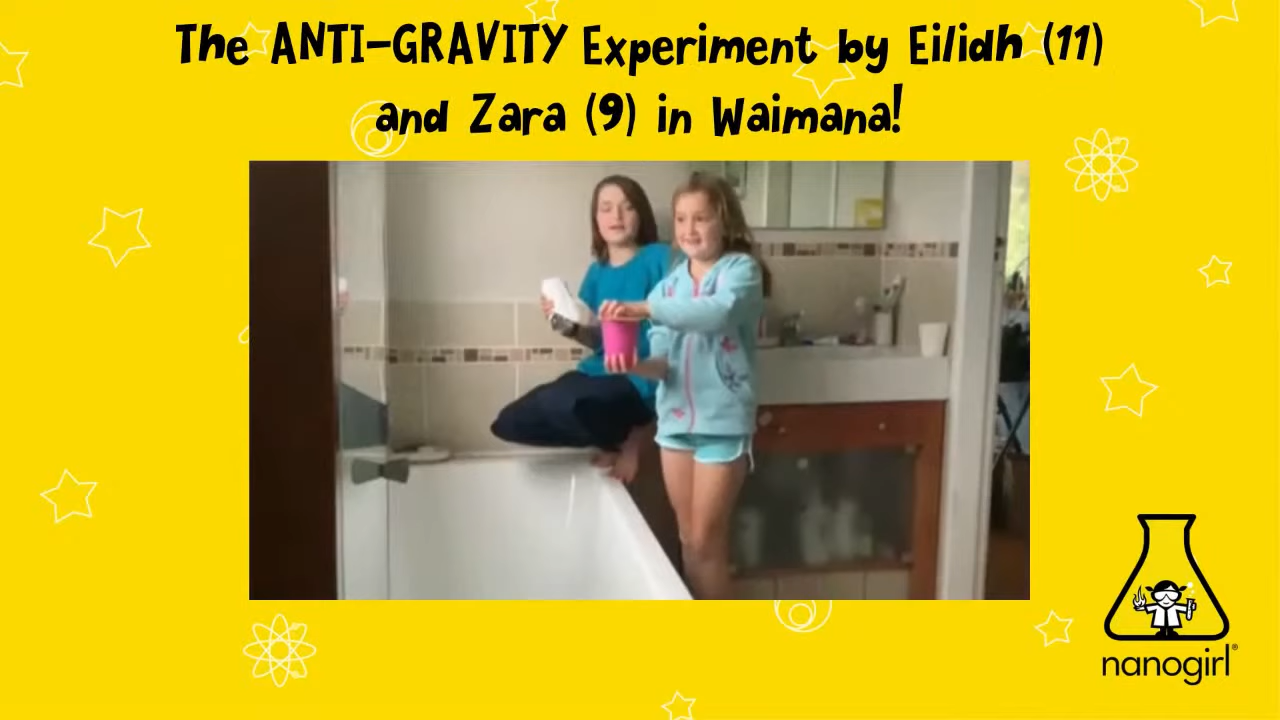 The ANTI-GRAVITY Experiment by Eilidh (11)
and Zara (9) in Waimana!
nanogirl®